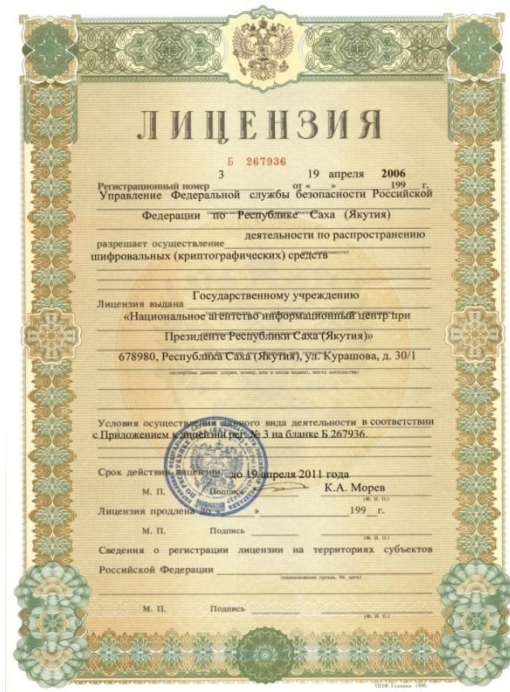 ЛИЦЕНЗИЯ
Б 267936
3 19 апреля 2006
Регистрационный номер от « » 199 г.
Управление Федеральной службы безопасности Российской
Федерации по Республике Саха (Якутия)
деятельности по распространению
разрешает осуществление
шифровальных (криптографических) средств
Государственному учреждению
Лицензия выдана
«Национальное агентство информационный центр при
Президенте Республики Саха (Якутия)»
678980, Республика Саха (Якутия), ул. Курашова, д. 30/1
Условия осуществления данного вида деятельности в соответствии
с Приложением к лицензии рег. № 3 на бланке Б 267936.
Срок действия лицензии до 19 апреля 2011 года
М. П. Подпись К.А. Морев
(Ф. И. О.)
Лицензия продлена до « » 199 г.
М. П. Подпись
(Ф. И. О.)
Сведения о регистрации лицензии на территориях субъектов
Российской Федерации
(наименование органа, №, дата)
М. П. Подпись
(Ф. И. О.)